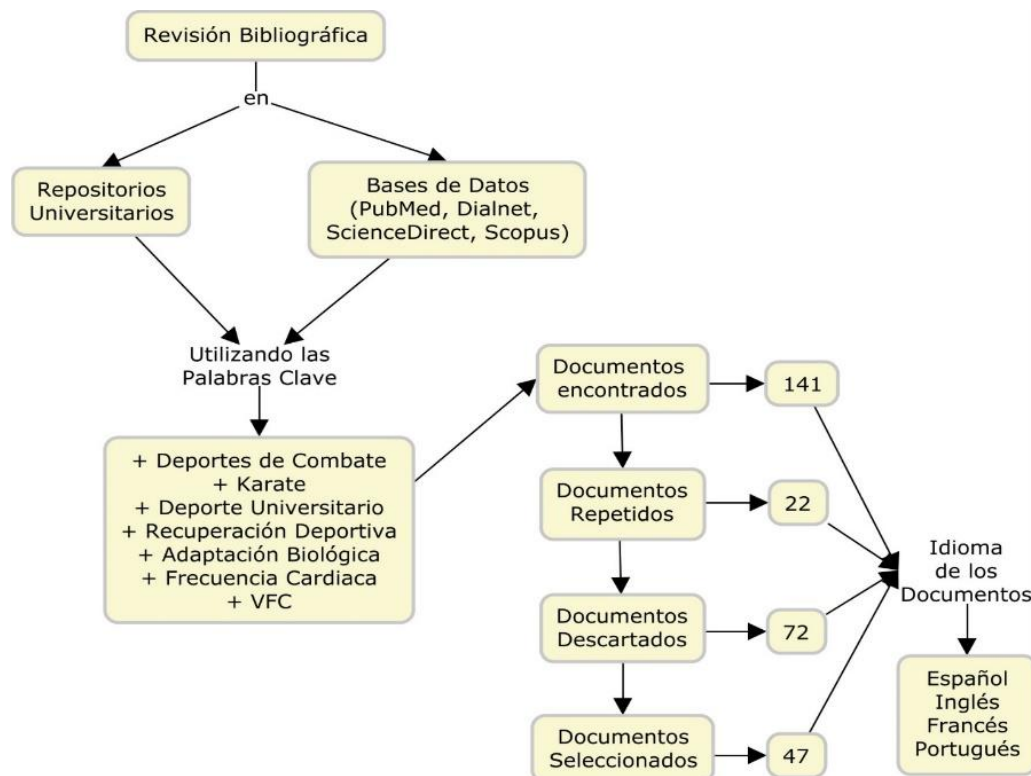 Revisión Bibliográfica
en
Repositorios
Universitarios
Bases de Datos
(PubMed, Dialnet,
ScienceDirect, Scopus)
Utilizando las
Palabras Clave
+ Deportes de Combate
+ Karate
+ Deporte Universitario
+ Recuperación Deportiva
+ Adaptación Biológica
+ Frecuencia Cardiaca
+ VFC
Documentos
encontrados
141
Documentos
Repetidos
22
Documentos
Descartados
72
Documentos
Seleccionados
47
Idioma
de los
Documentos
Español
Inglés
Francés
Portugués